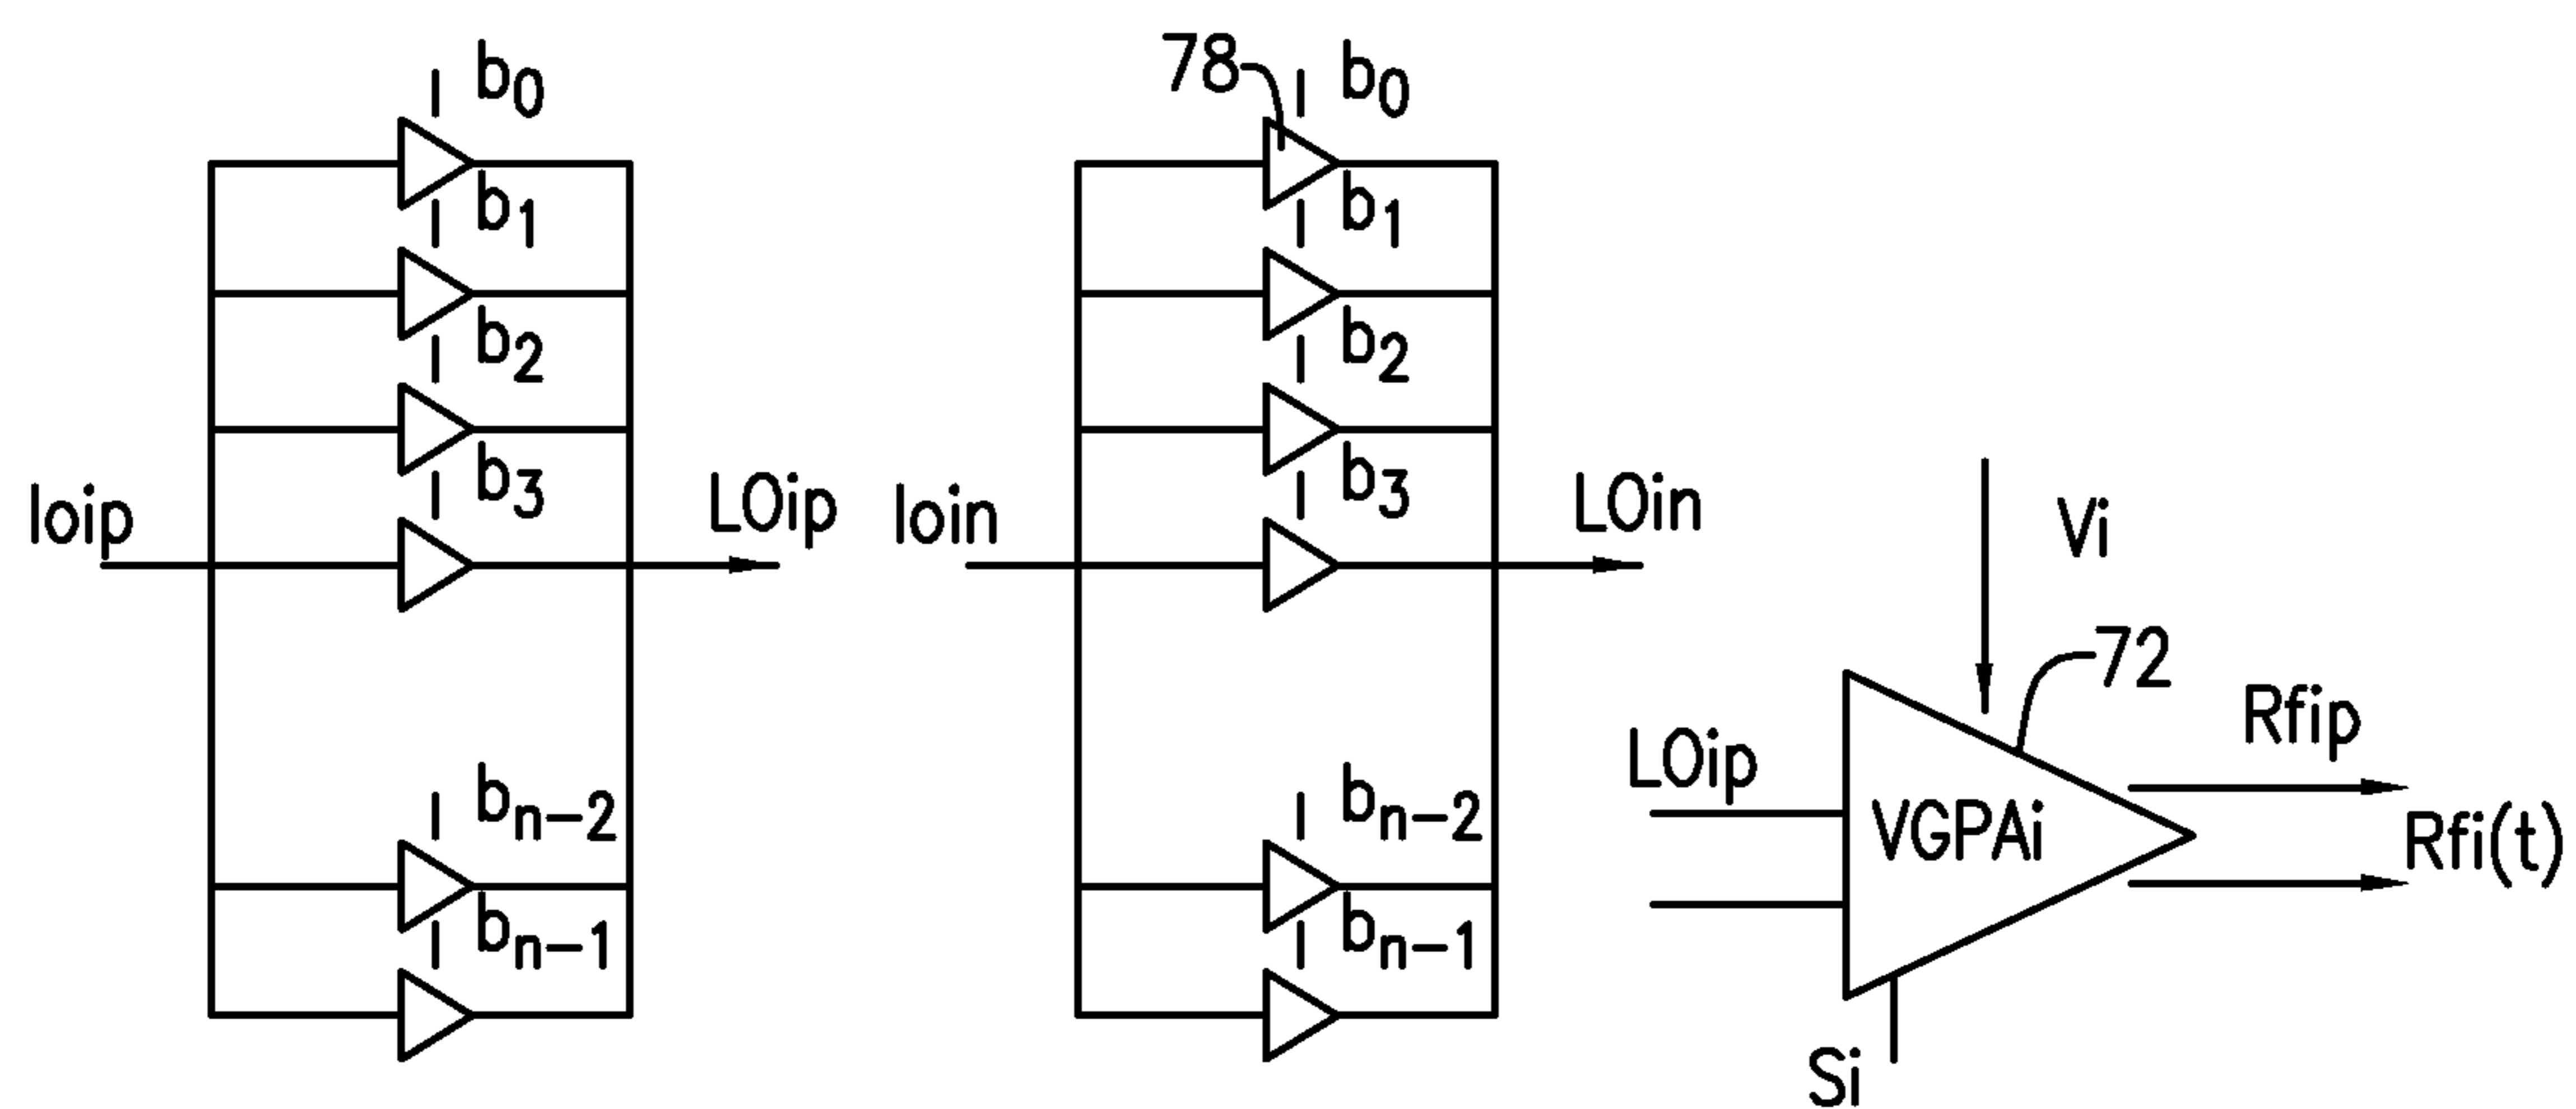 b0
b1
b2
b3
loip
LOip
bn-2
bn-1
78
b0
b1
b2
b3
loin
LOin
bn-2
bn-1
Vi
72
LOip
VGPAi
Rfip
Rfi(t)
Si